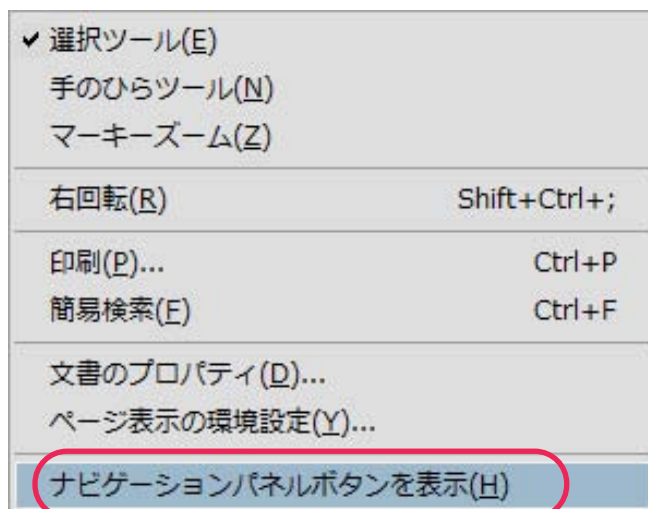 選択ツール(E)
手のひらツール(N)
マーキーズーム(Z)
右回転(R) Shift+Ctrl+;
印刷(P)... Ctrl+P
簡易検索(F) Ctrl+F
文書のプロパティ(D)...
ページ表示の環境設定(Y)...
ナビゲーションパネルボタンを表示(H)